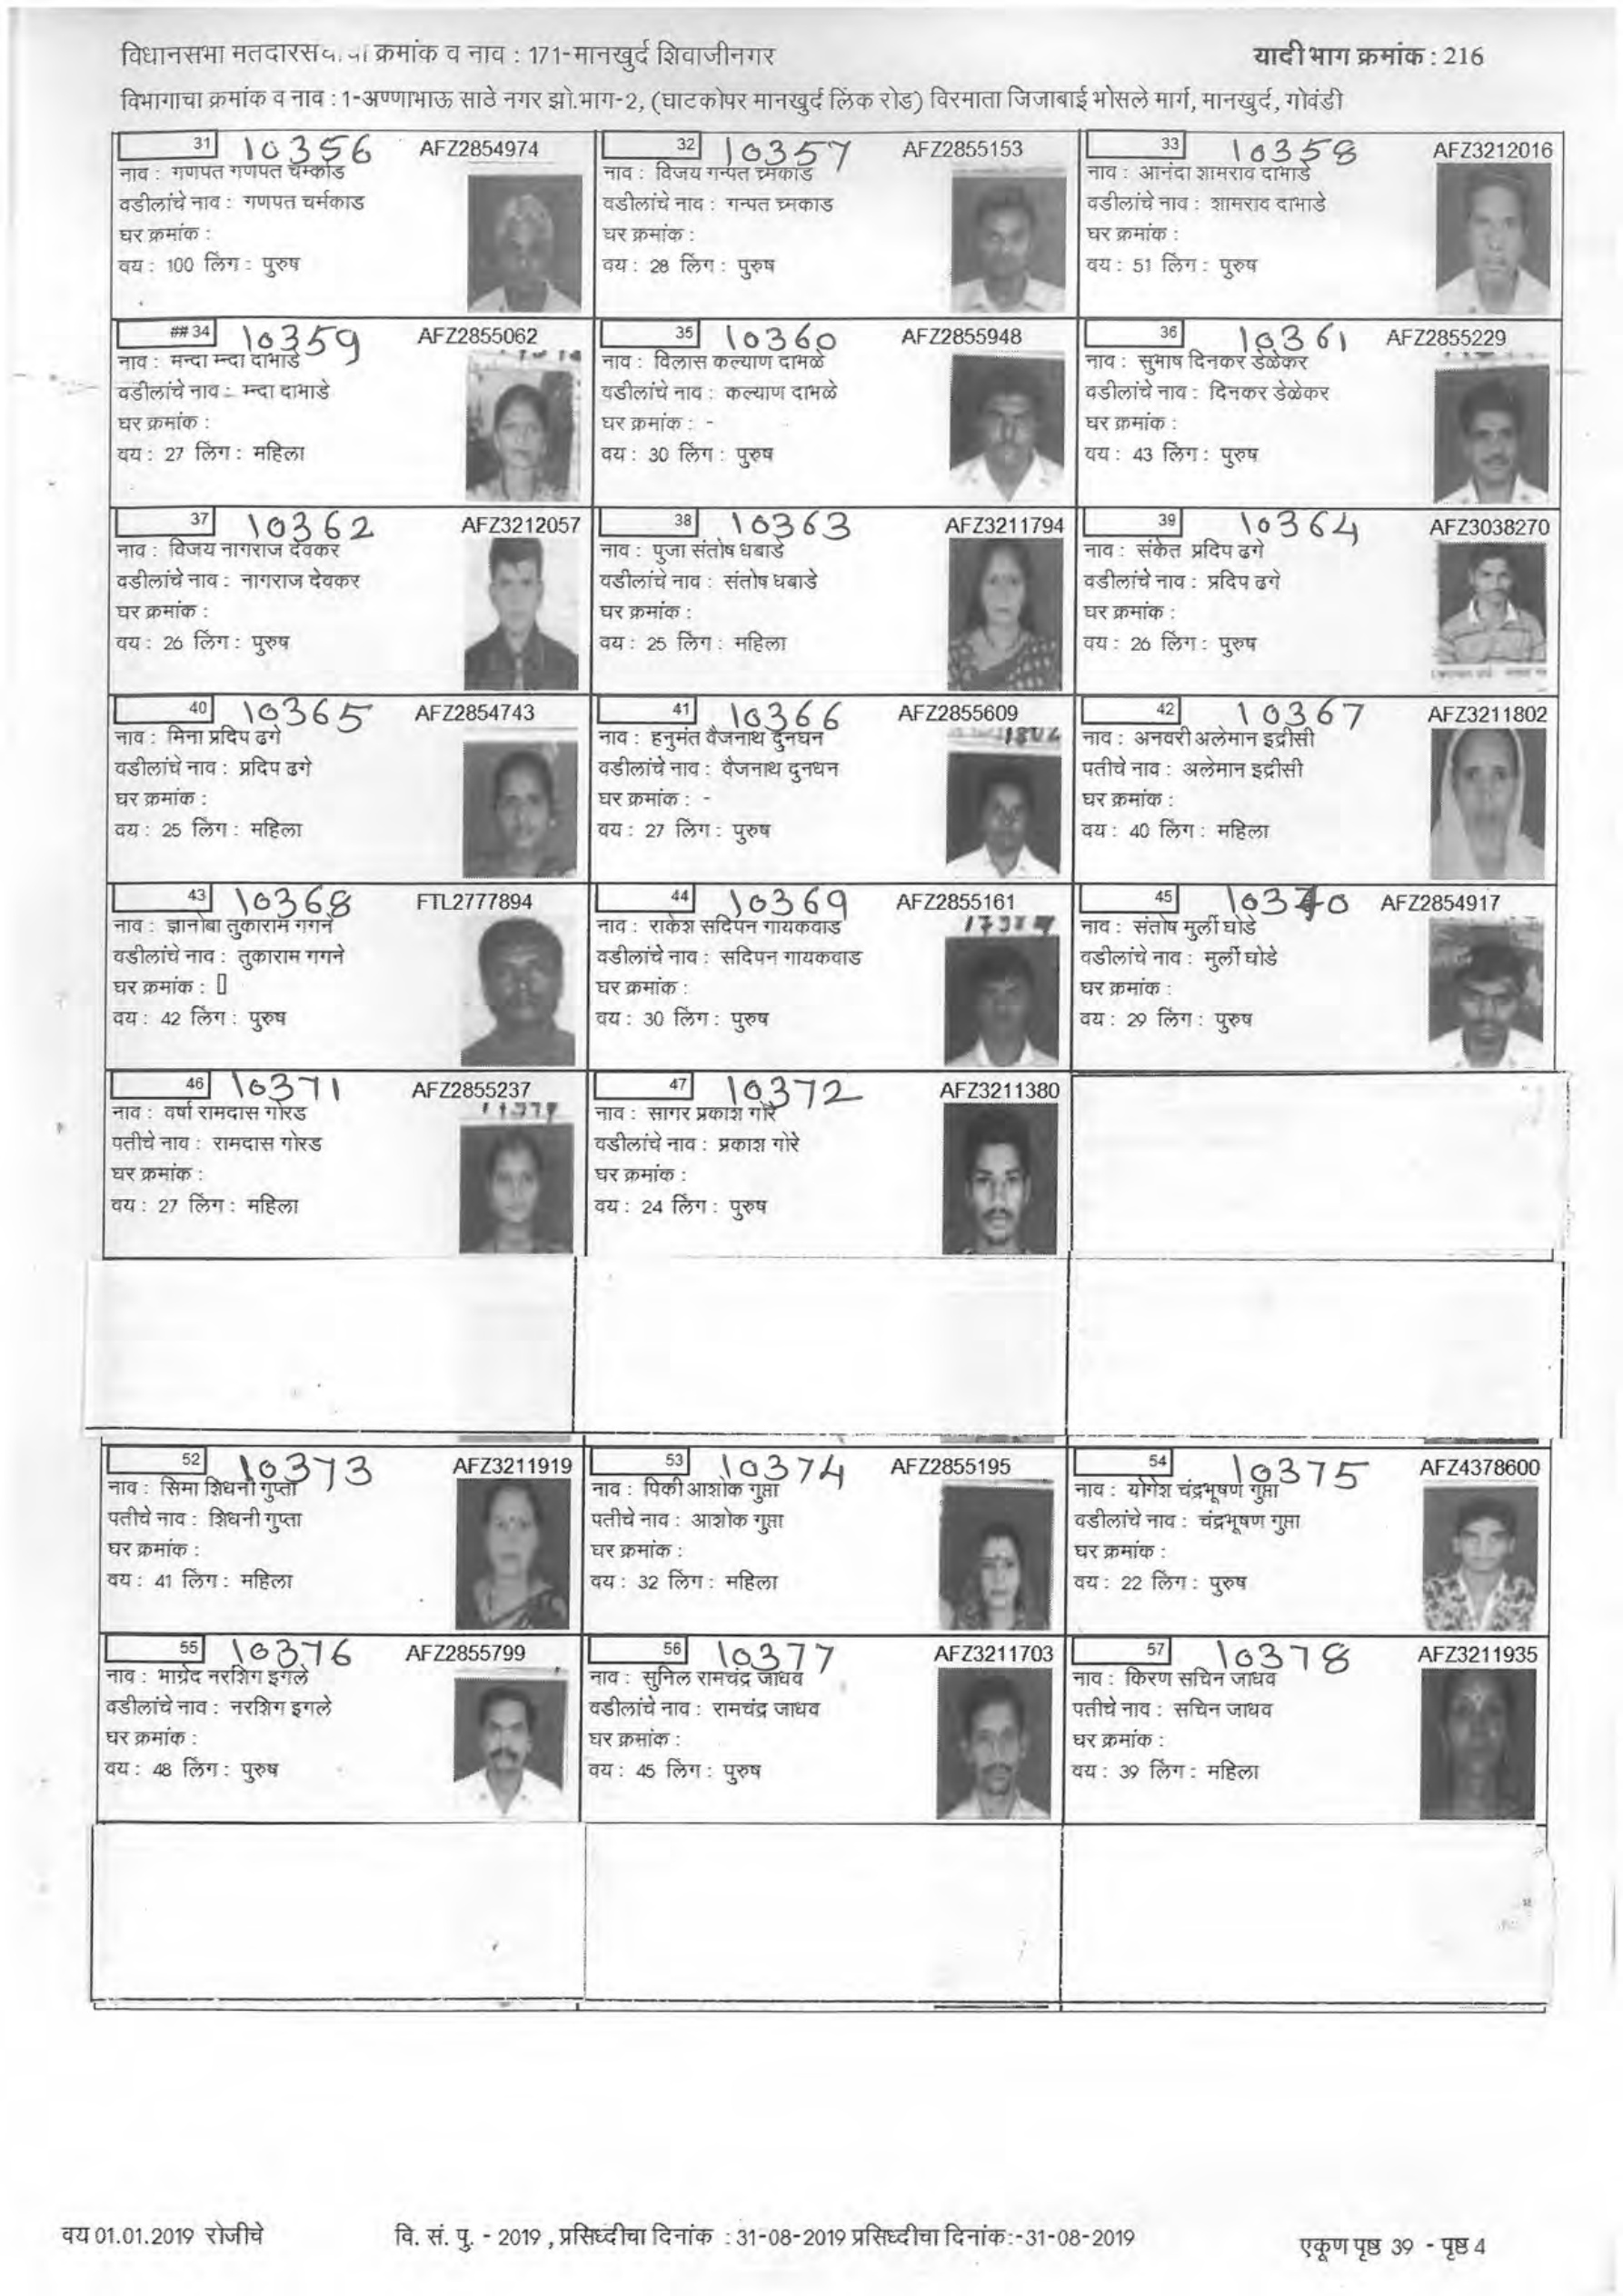 विधानसभा मतदारसं क्रमांक व नाव : 171-मानखुर्द शिवाजीनगर यादी भाग क्रमांक : 216
विभागाचा क्रमांक व नाव : 1-अण्णाभाऊ साठे नगर झो.भाग-2, (घाटकोपर मानखुर्द लिंक रोड) विरमाता जिजाबाई भोसले मार्ग, मानखुर्द, गोवंडी
31 10356 AFZ2854974
नाव : गणपत गणपत चर्मकाड
वडीलांचे नाव : गणपत चर्मकाड
घर क्रमांक :
वय : 100 लिंग : पुरुष
32 10357 AFZ2855153
नाव : विजय गन्पत च्मकाड
वडीलांचे नाव : गन्पत च्मकाड
घर क्रमांक :
वय : 28 लिंग : पुरुष
33 10358 AFZ3212016
नाव : आनंदा शामराव दाभाडे
वडीलांचे नाव : शामराव दाभाडे
घर क्रमांक :
वय : 51 लिंग : पुरुष
## 34 10359 AFZ2855062
नाव : मन्दा म्न्दा दाभाडे
वडीलांचे नाव : म्न्दा दाभाडे
घर क्रमांक :
वय : 27 लिंग : महिला
35 10360 AFZ2855948
नाव : विलास कल्याण दाभळे
वडीलांचे नाव : कल्याण दाभळे
घर क्रमांक : -
वय : 30 लिंग : पुरुष
36 10361 AFZ2855229
नाव : सुभाष दिनकर डेळेकर
वडीलांचे नाव : दिनकर डेळेकर
घर क्रमांक :
वय : 43 लिंग : पुरुष
37 10362 AFZ3212057
नाव : विजय नागराज देवकर
वडीलांचे नाव : नागराज देवकर
घर क्रमांक :
वय : 26 लिंग : पुरुष
38 10363 AFZ3211794
नाव : पुजा संतोष धबाडे
वडीलांचे नाव : संतोष धबाडे
घर क्रमांक :
वय : 25 लिंग : महिला
39 10364 AFZ3038270
नाव : संकेत प्रदिप ढगे
वडीलांचे नाव : प्रदिप ढगे
घर क्रमांक :
वय : 26 लिंग : पुरुष
40 10365 AFZ2854743
नाव : मिना प्रदिप ढगे
वडीलांचे नाव : प्रदिप ढगे
घर क्रमांक :
वय : 25 लिंग : महिला
41 10366 AFZ2855609
नाव : हनुमंत वैजनाथ दुनघन
वडीलांचे नाव : वैजनाथ दुनधन
घर क्रमांक : -
वय : 27 लिंग : पुरुष
42 10367 AFZ3211802
नाव : अनवरी अलेमान इद्रीसी
पतीचे नाव : अलेमान इद्रीसी
घर क्रमांक :
वय : 40 लिंग : महिला
43 10368 FTL2777894
नाव : ज्ञानोबा तुकाराम गगने
वडीलांचे नाव : तुकाराम गगने
घर क्रमांक :
वय : 42 लिंग : पुरुष
44 10369 AFZ2855161
नाव : राकेश सदिपन गायकवाड
वडीलांचे नाव : सदिपन गायकवाड
घर क्रमांक :
वय : 30 लिंग : पुरुष
45 10370 AFZ2854917
नाव : संतोष मुर्ली घोडे
वडीलांचे नाव : मुर्ली घोडे
घर क्रमांक :
वय : 29 लिंग : पुरुष
46 10371 AFZ2855237
नाव : वर्षा रामदास गोरड
पतीचे नाव : रामदास गोरड
घर क्रमांक :
वय : 27 लिंग : महिला
47 10372 AFZ3211380
नाव : सागर प्रकाश गोरे
वडीलांचे नाव : प्रकाश गोरे
घर क्रमांक :
वय : 24 लिंग : पुरुष
52 10373 AFZ3211919
नाव : सिमा शिधनी गुप्ता
पतीचे नाव : शिधनी गुप्ता
घर क्रमांक :
वय : 41 लिंग : महिला
53 10374 AFZ2855195
नाव : पिकी आशोक गुप्ता
पतीचे नाव : आशोक गुप्ता
घर क्रमांक :
वय : 32 लिंग : महिला
54 10375 AFZ4378600
नाव : योगेश चंद्रभूषण गुप्ता
वडीलांचे नाव : चंद्रभूषण गुप्ता
घर क्रमांक :
वय : 22 लिंग : पुरुष
55 10376 AFZ2855799
नाव : भाग्रेद नरशिग इगले
वडीलांचे नाव : नरशिग इगले
घर क्रमांक :
वय : 48 लिंग : पुरुष
56 10377 AFZ3211703
नाव : सुनिल रामचंद्र जाधव
वडीलांचे नाव : रामचंद्र जाधव
घर क्रमांक :
वय : 45 लिंग : पुरुष
57 10378 AFZ3211935
नाव : किरण सचिन जाधव
पतीचे नाव : सचिन जाधव
घर क्रमांक :
वय : 39 लिंग : महिला
वय 01.01.2019 रोजीचे वि. सं. पु. - 2019 , प्रसिध्दीचा दिनांक : 31-08-2019 प्रसिध्दीचा दिनांक:-31-08-2019 एकूण पृष्ठ 39 - पृष्ठ 4